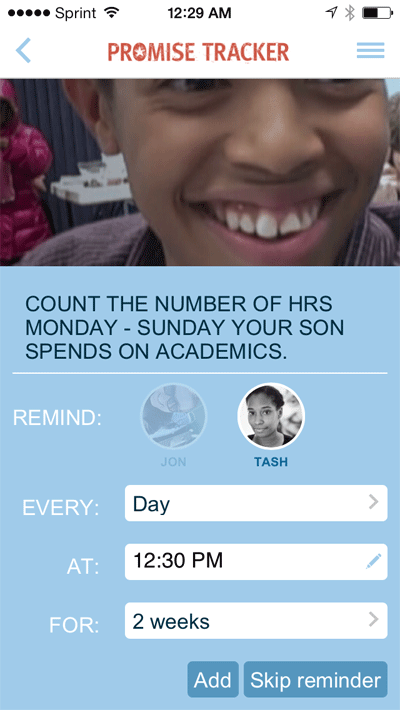 Sprint 12:29 AM
PROMISE TRACKER
COUNT THE NUMBER OF HRS
MONDAY - SUNDAY YOUR SON
SPENDS ON ACADEMICS.
REMIND:
JON TASH
EVERY: Day
AT: 12:30 PM
FOR: 2 weeks
Add Skip reminder